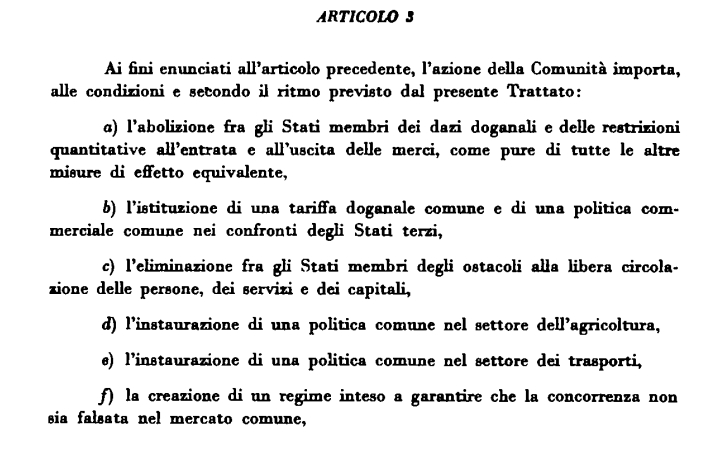 ARTICOLO 3
Ai fini enunciati all'articolo precedente, l'azione della Comunità importa,
alle condizioni e secondo il ritmo previsto dal presente Trattato:
a) l'abolizione fra gli Stati membri dei dazi doganali e delle restrizioni
quantitative all'entrata e all'uscita delle merci, come pure di tutte le altre
misure di effetto equivalente,
b) l'istituzione di una tariffa doganale comune e di una politica com-
merciale comune nei confronti degli Stati terzi,
c) l'eliminazione fra gli Stati membri degli ostacoli alla libera circola-
zione delle persone, dei servizi e dei capitali,
d) l'instaurazione di una politica comune nel settore dell'agricoltura,
e) l'instaurazione di una politica comune nel settore dei trasporti,
f) la creazione di un regime inteso a garantire che la concorrenza non
sia falsata nel mercato comune,